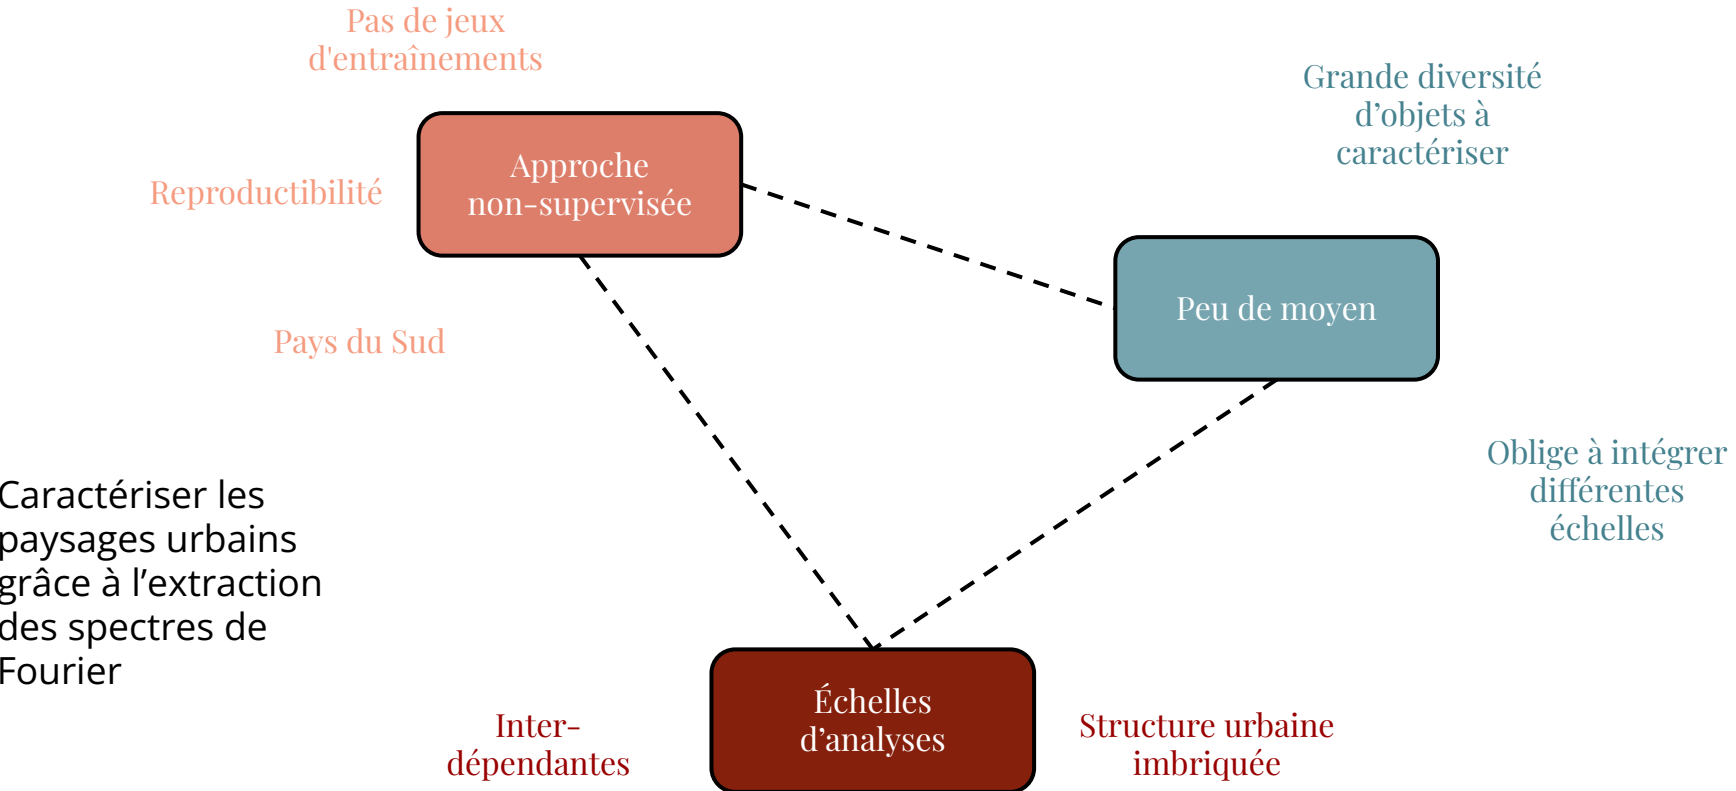 Pas de jeux
d'entraînements
Approche
non-supervisée
Reproductibilité
Pays du Sud
Grande diversité
d’objets à
caractériser
Peu de moyen
Oblige à intégrer
différentes
échelles
Caractériser les
paysages urbains
grâce à l’extraction
des spectres de
Fourier
Échelles
d’analyses
Inter-
dépendantes
Structure urbaine
imbriquée